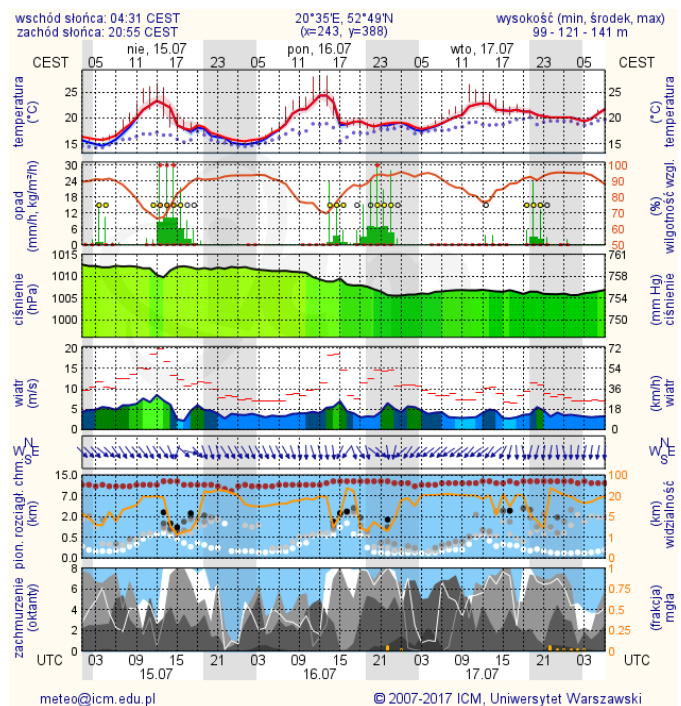 wschód słońca: 04:31 CEST 20°35'E, 52°49'N wysokość (min, środek, max)
zachód słońca: 20:55 CEST (x=243, y=388) 99 - 121 - 141 m
nie, 15.07 pon, 16.07 wto, 17.07
CEST 05 11 17 23 05 11 17 23 05 11 17 23 05 CEST
temperatura (°C)
25
20
15
temperatura (°C)
25
20
15
opad (mm/h, kg/m²/h)
30
24
18
12
6
0
100
90
80
70
60
50
(%) wilgotność wzgl.
ciśnienie (hPa)
1015
1010
1005
1000
761
758
754
750
(mm Hg) ciśnienie
wiatr (m/s)
20
15
10
5
0
72
54
36
18
0
(km/h) wiatr
N
W E
S
N
W E
S
pion. rozciągł. chm. (km)
15.0
7.0
2.0
0.5
0.0
100
20
5
1
0
(km) widzialność
zachmurzenie (oktanty)
8
6
4
2
0
1
0.75
0.5
0.25
0
(frakcja) mgła
UTC 03 09 15 21 03 09 15 21 03 09 15 21 03 UTC
15.07 16.07 17.07
meteo@icm.edu.pl © 2007-2017 ICM, Uniwersytet Warszawski